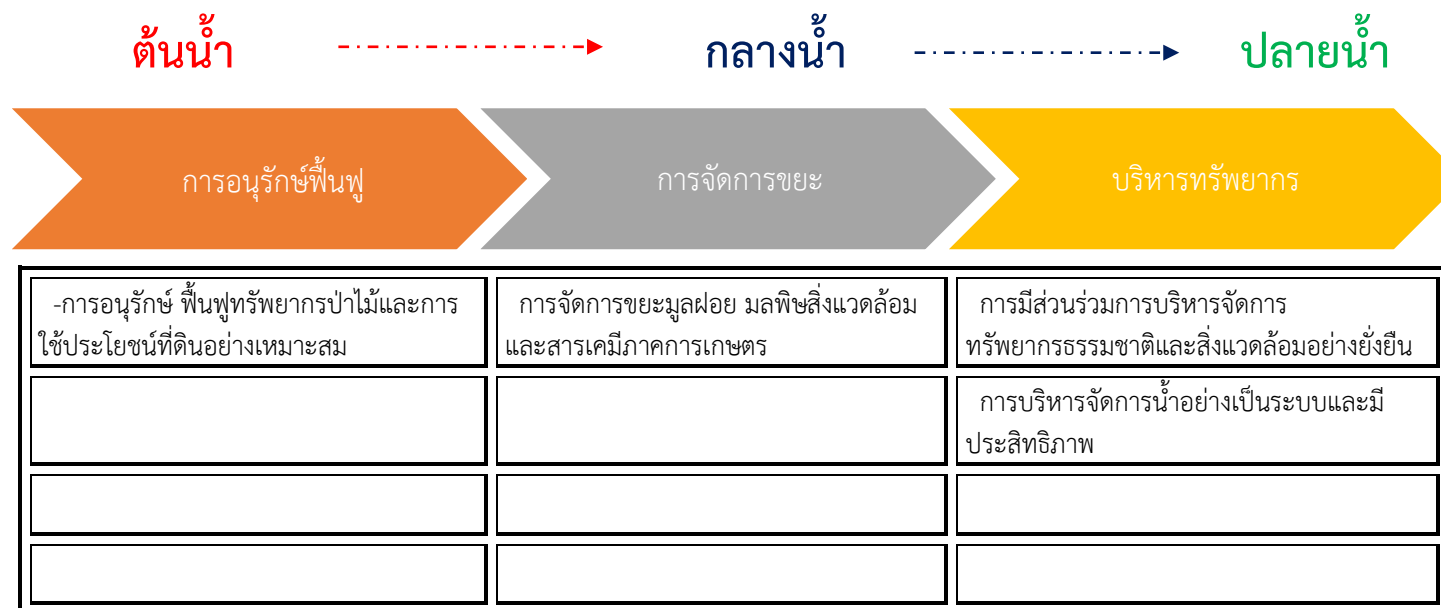 ต้นน้ำ
กลางน้ำ
ปลายน้ำ
การอนุรักษ์ฟื้นฟู
การจัดการขยะ
บริหารทรัพยากร
-การอนุรักษ์ ฟื้นฟูทรัพยากรป่าไม้และการ
ใช้ประโยชน์ที่ดินอย่างเหมาะสม
การจัดการขยะมูลฝอย มลพิษสิ่งแวดล้อม
และสารเคมีภาคการเกษตร
การมีส่วนร่วมการบริหารจัดการ
ทรัพยากรธรรมชาติและสิ่งแวดล้อมอย่างยั่งยืน
การบริหารจัดการน้ำอย่างเป็นระบบและมี
ประสิทธิภาพ